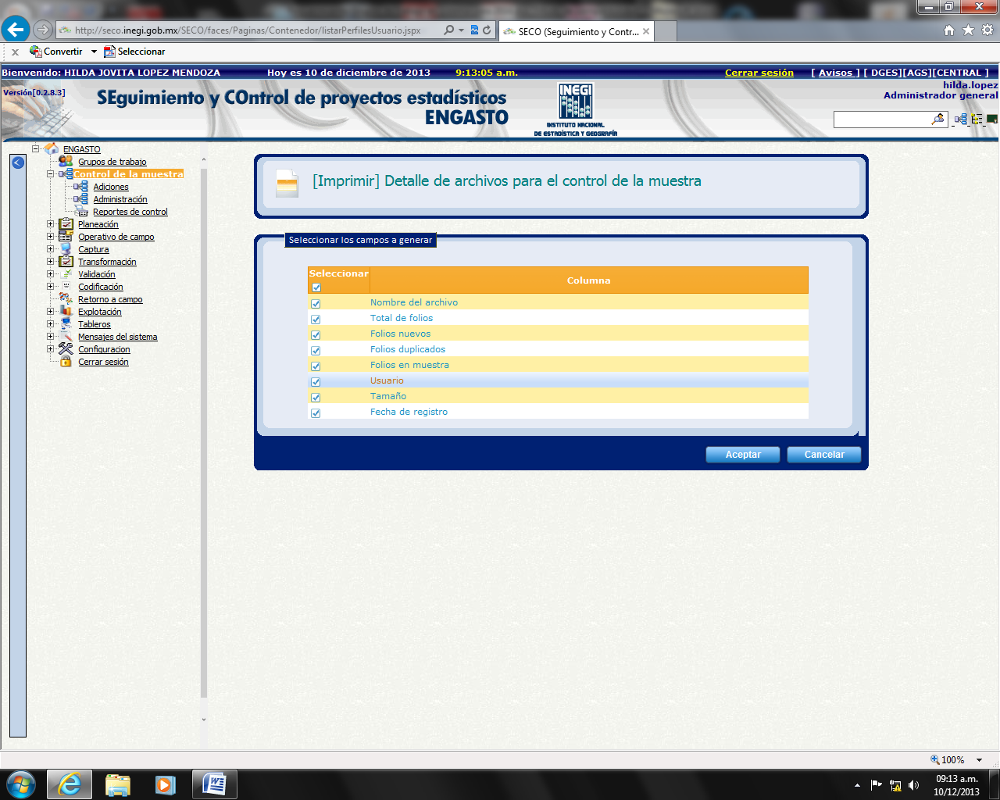 http://seco.inegi.gob.mx/SECO/faces/Paginas/Contenedor/listarPerfilesUsuario.jspx
SECO (Seguimiento y Contr...
x Convertir Seleccionar
Bienvenido: HILDA JOVITA LOPEZ MENDOZA Hoy es 10 de diciembre de 2013 9:13:05 a.m. Cerrar sesión [ Avisos ] [ DGES][AGS][CENTRAL ]
hilda.lopez
Versión[0.2.8.3]
Administrador general
SEguimiento y COntrol de proyectos estadísticos
ENGASTO
INEGI
INSTITUTO NACIONAL
DE ESTADÍSTICA Y GEOGRAFÍA
ENGASTO
Grupos de trabajo
Control de la muestra
Adiciones
Administración
Reportes de control
Planeación
Operativo de campo
Captura
Transformación
Validación
Codificación
Retorno a campo
Explotación
Tableros
Mensajes del sistema
Configuracion
Cerrar sesión
[Imprimir] Detalle de archivos para el control de la muestra
Seleccionar los campos a generar
Seleccionar Columna
Nombre del archivo
Total de folios
Folios nuevos
Folios duplicados
Folios en muestra
Usuario
Tamaño
Fecha de registro
Aceptar Cancelar
100%
09:13 a.m.
10/12/2013